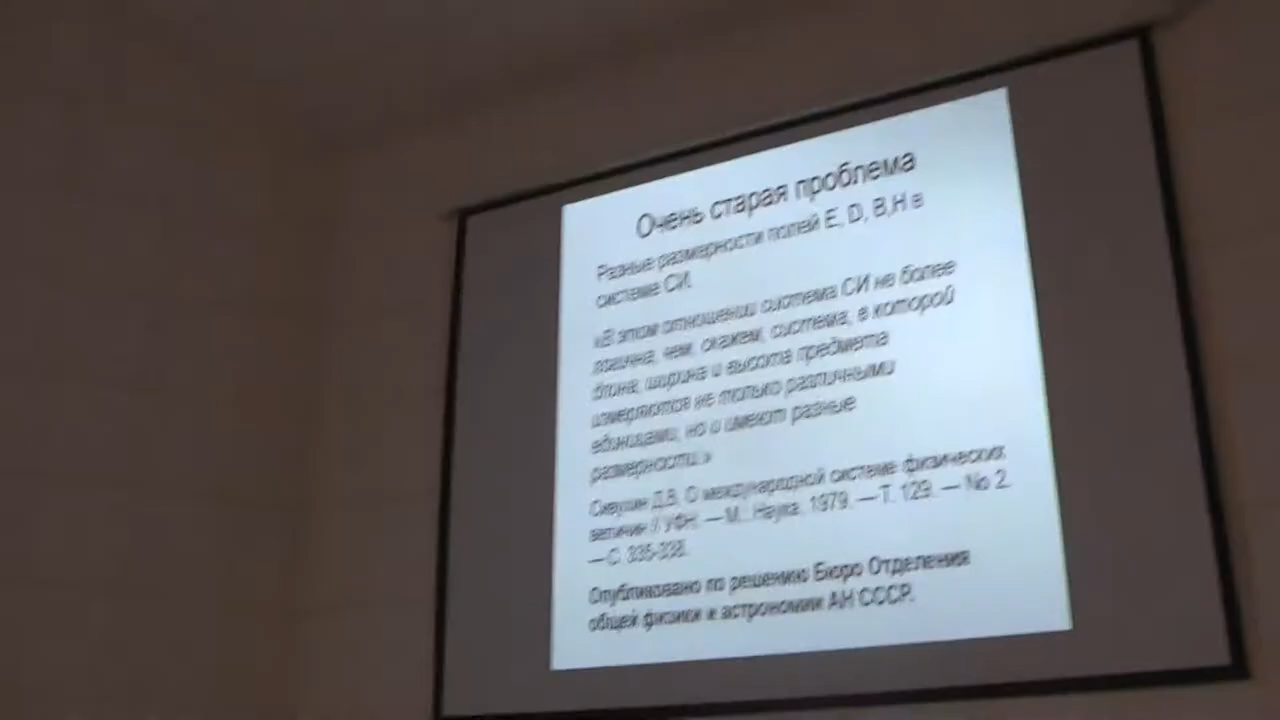 Очень старая проблема
Разные размерности полей E, D, B,H в
системе СИ.
«В этом отношении система СИ не более
логична, чем, скажем, система, в которой
длина, ширина и высота предмета
измеряются не только различными
единицами, но и имеют разные
размерности.»
Сивухин Д.В. О международной системе физических
величин // УФН. — М.: Наука, 1979. — Т. 129. — No 2.
— С. 335-338.
Опубликовано по решению Бюро Отделения
общей физики и астрономии АН СССР.